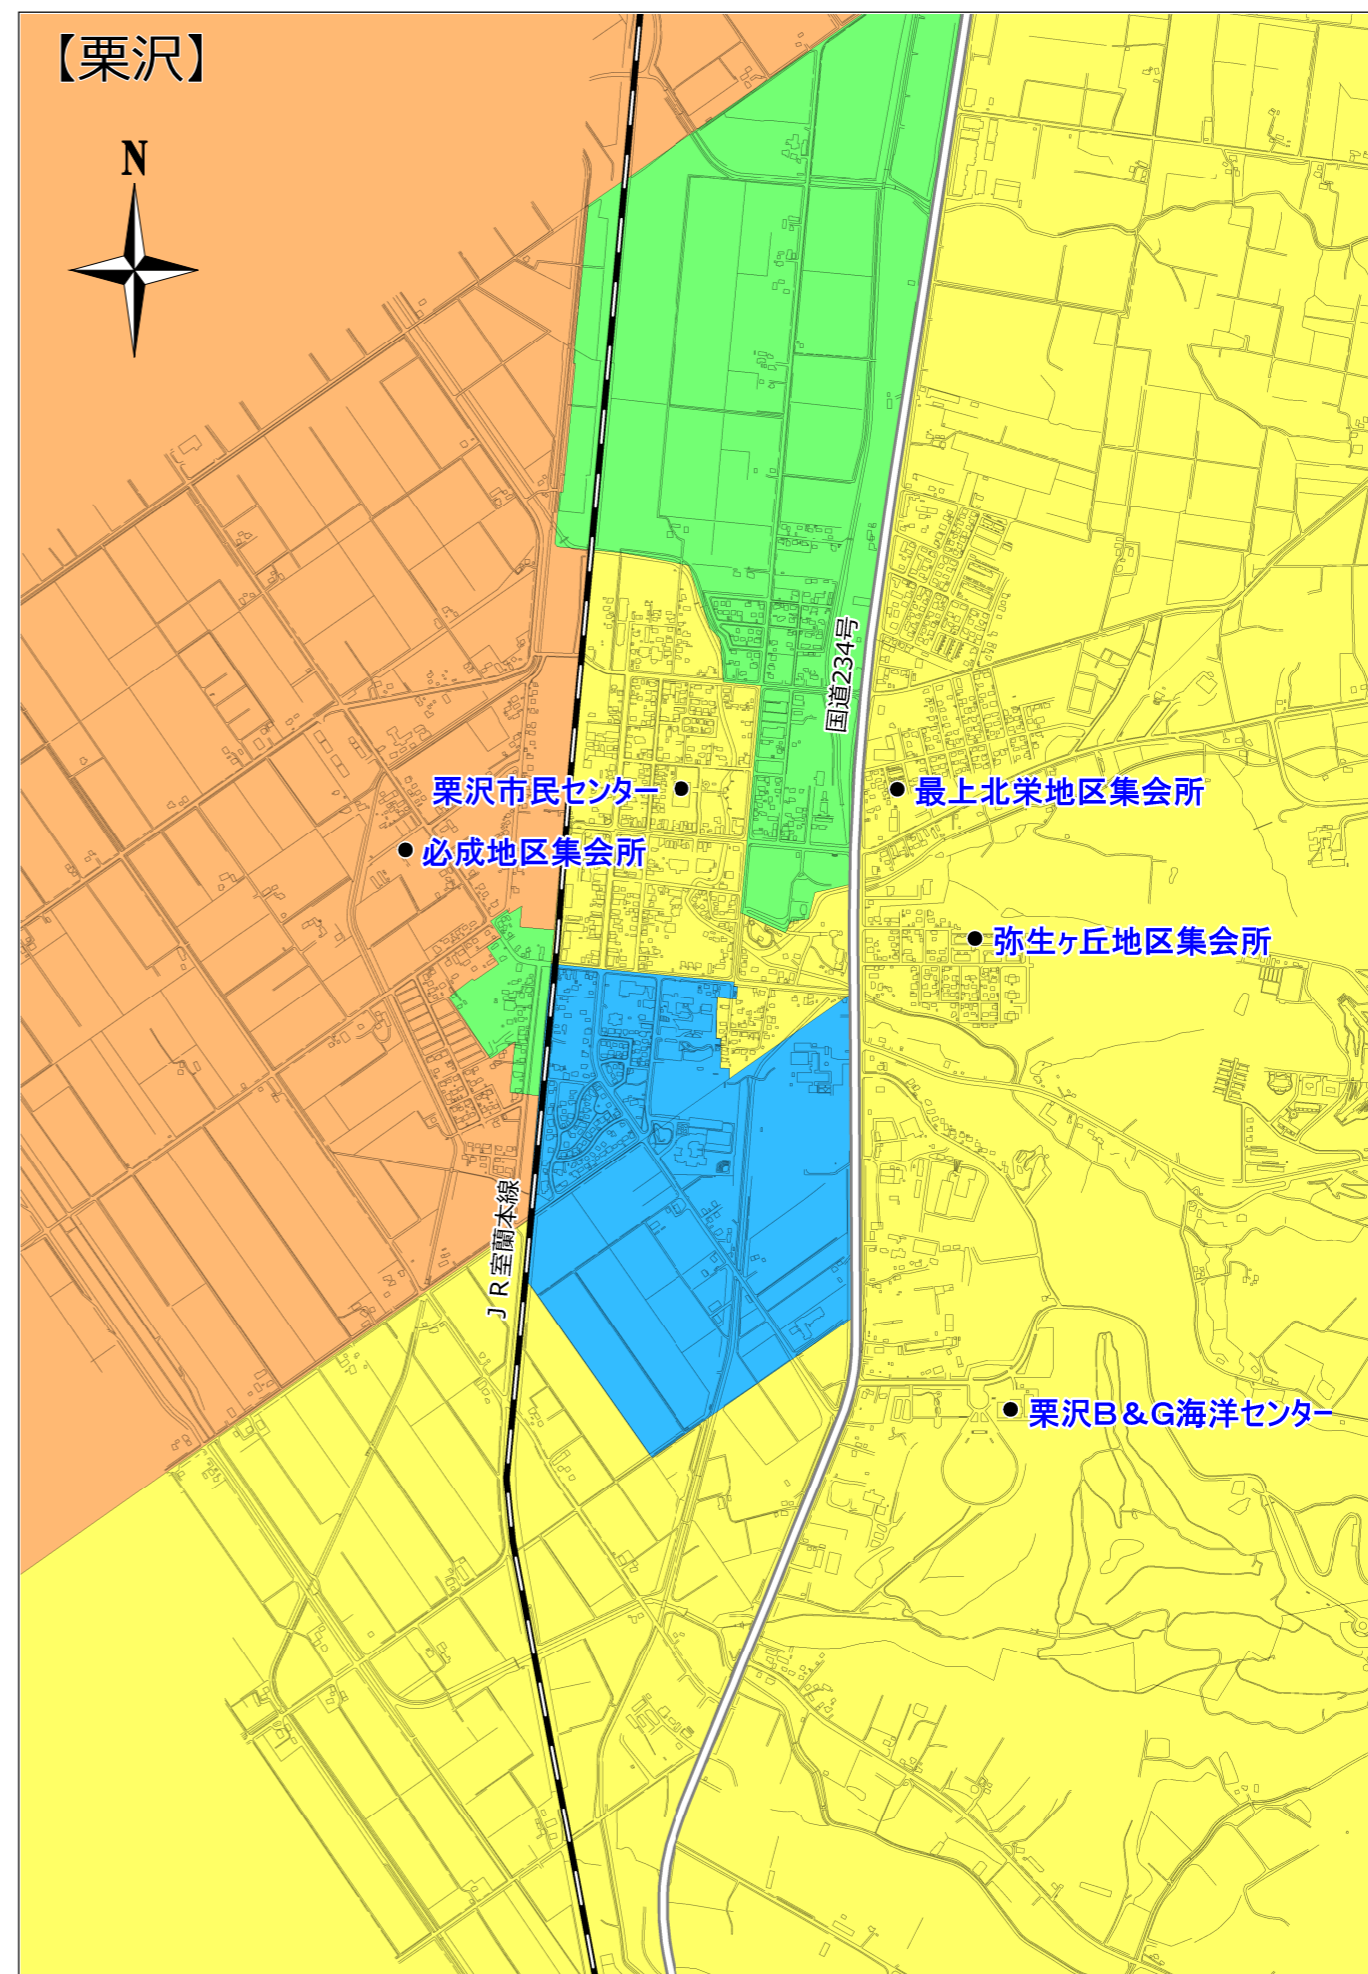 【栗沢】
N
国道234号
栗沢市民センター
最上北栄地区集会所
必成地区集会所
弥生ヶ丘地区集会所
JR室蘭本線
栗沢B&G海洋センター